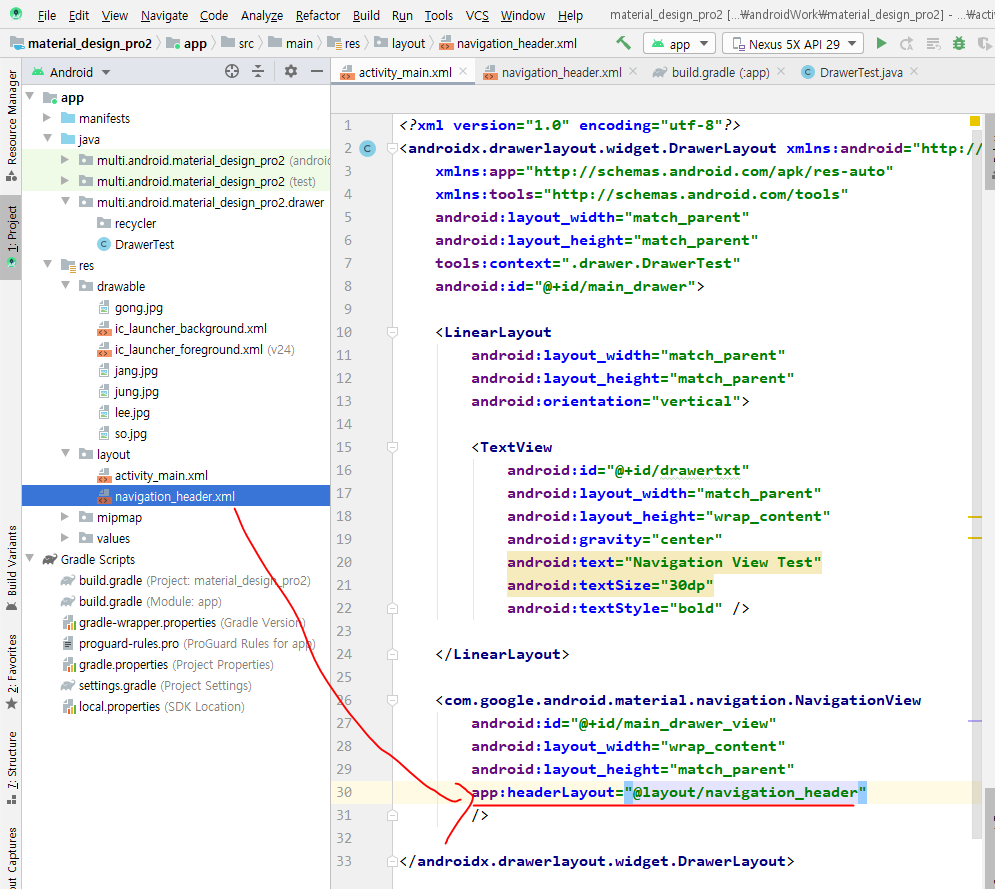 File Edit View Navigate Code Analyze Refactor Build Run Tools VCS Window Help material_design_pro2 [...₩androidWork₩material_design_pro2] - ...₩acti
material_design_pro2 app src main res layout navigation_header.xml app Nexus 5X API 29
Android
activity_main.xml navigation_header.xml build.gradle (:app) DrawerTest.java
Resource Manager
1: Project
Build Variants
2: Favorites
7: Structure
out Captures
app
manifests
java
multi.android.material_design_pro2 (androic
multi.android.material_design_pro2 (test)
multi.android.material_design_pro2.drawer
recycler
DrawerTest
res
drawable
gong.jpg
ic_launcher_background.xml
ic_launcher_foreground.xml (v24)
jang.jpg
jung.jpg
lee.jpg
so.jpg
layout
activity_main.xml
navigation_header.xml
mipmap
values
Gradle Scripts
build.gradle (Project: material_design_pro2)
build.gradle (Module: app)
gradle-wrapper.properties (Gradle Version)
proguard-rules.pro (ProGuard Rules for app)
gradle.properties (Project Properties)
settings.gradle (Project Settings)
local.properties (SDK Location)
1 <?xml version="1.0" encoding="utf-8"?>
2 <androidx.drawerlayout.widget.DrawerLayout xmlns:android="http://
3 xmlns:app="http://schemas.android.com/apk/res-auto"
4 xmlns:tools="http://schemas.android.com/tools"
5 android:layout_width="match_parent"
6 android:layout_height="match_parent"
7 tools:context=".drawer.DrawerTest"
8 android:id="@+id/main_drawer">
9
10 <LinearLayout
11 android:layout_width="match_parent"
12 android:layout_height="match_parent"
13 android:orientation="vertical">
14
15 <TextView
16 android:id="@+id/drawertxt"
17 android:layout_width="match_parent"
18 android:layout_height="wrap_content"
19 android:gravity="center"
20 android:text="Navigation View Test"
21 android:textSize="30dp"
22 android:textStyle="bold" />
23
24 </LinearLayout>
25
26 <com.google.android.material.navigation.NavigationView
27 android:id="@+id/main_drawer_view"
28 android:layout_width="wrap_content"
29 android:layout_height="match_parent"
30 app:headerLayout="@layout/navigation_header"
31 />
32
33 </androidx.drawerlayout.widget.DrawerLayout>